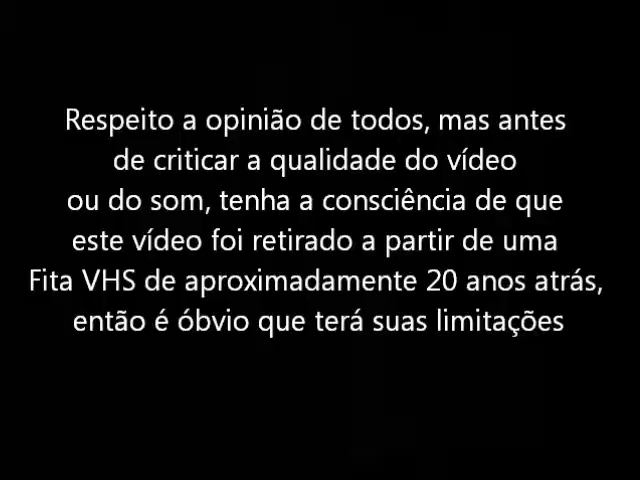 Respeito a opinião de todos, mas antes
de criticar a qualidade do vídeo
ou do som, tenha a consciência de que
este vídeo foi retirado a partir de uma
Fita VHS de aproximadamente 20 anos atrás,
então é óbvio que terá suas limitações